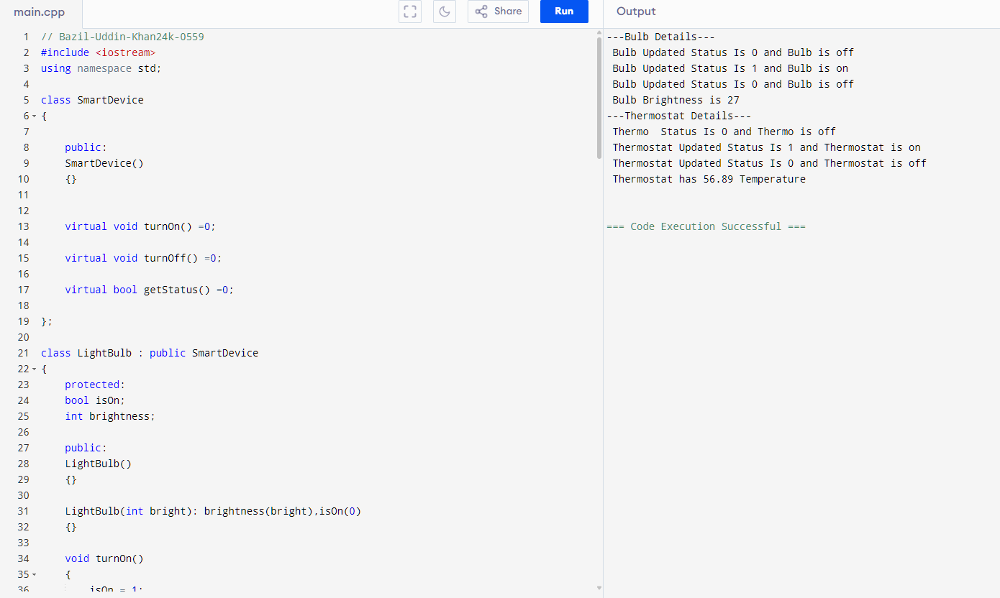 main.cpp
Share
Run
Output
1 // Bazil-Uddin-Khan24k-0559
2 #include <iostream>
3 using namespace std;
4
5 class SmartDevice
6 {
7
8 public:
9 SmartDevice()
10 {}
11
12
13 virtual void turnOn() =0;
14
15 virtual void turnOff() =0;
16
17 virtual bool getStatus() =0;
18
19 };
20
21 class LightBulb : public SmartDevice
22 {
23 protected:
24 bool isOn;
25 int brightness;
26
27 public:
28 LightBulb()
29 {}
30
31 LightBulb(int bright): brightness(bright),isOn(0)
32 {}
33
34 void turnOn()
35 {
36 isOn = 1;
---Bulb Details---
Bulb Updated Status Is 0 and Bulb is off
Bulb Updated Status Is 1 and Bulb is on
Bulb Updated Status Is 0 and Bulb is off
Bulb Brightness is 27
---Thermostat Details---
Thermo  Status Is 0 and Thermo is off
Thermostat Updated Status Is 1 and Thermostat is on
Thermostat Updated Status Is 0 and Thermostat is off
Thermostat has 56.89 Temperature
=== Code Execution Successful ===